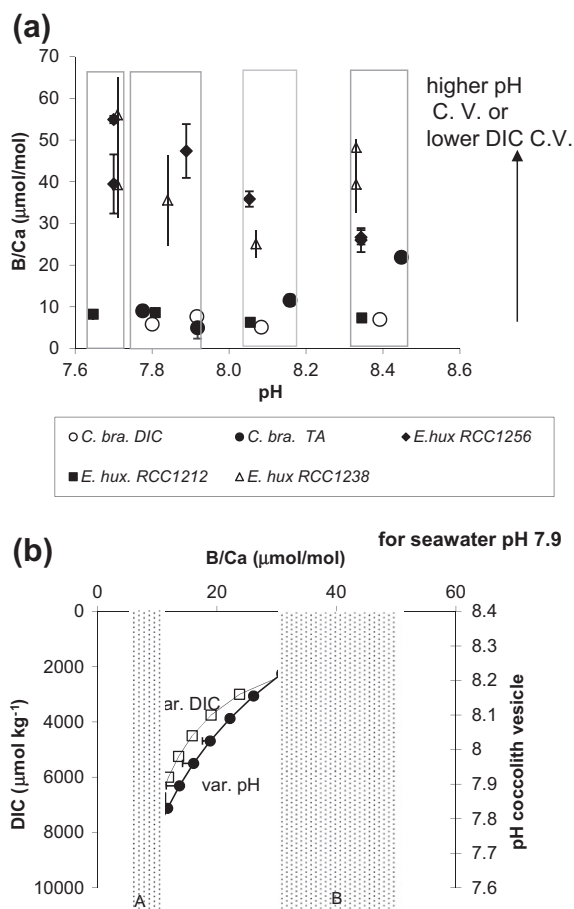 (a)
70
60
50
40
30
20
10
0
B/Ca (μmol/mol)
7.6 7.8 8.0 8.2 8.4 8.6
pH
higher pH
C. V. or
lower DIC C.V.
C. bra. DIC C. bra. TA E.hux RCC1256
E. hux. RCC1212 E. hux RCC1238
(b)
for seawater pH 7.9
B/Ca (μmol/mol)
0 20 40 60
0
2000
4000
6000
8000
10000
DIC (μmol kg⁻¹)
ar. DIC
var. pH
A
B
8.4
8.3
8.2
8.1
8
7.9
7.8
7.7
7.6
pH coccolith vesicle